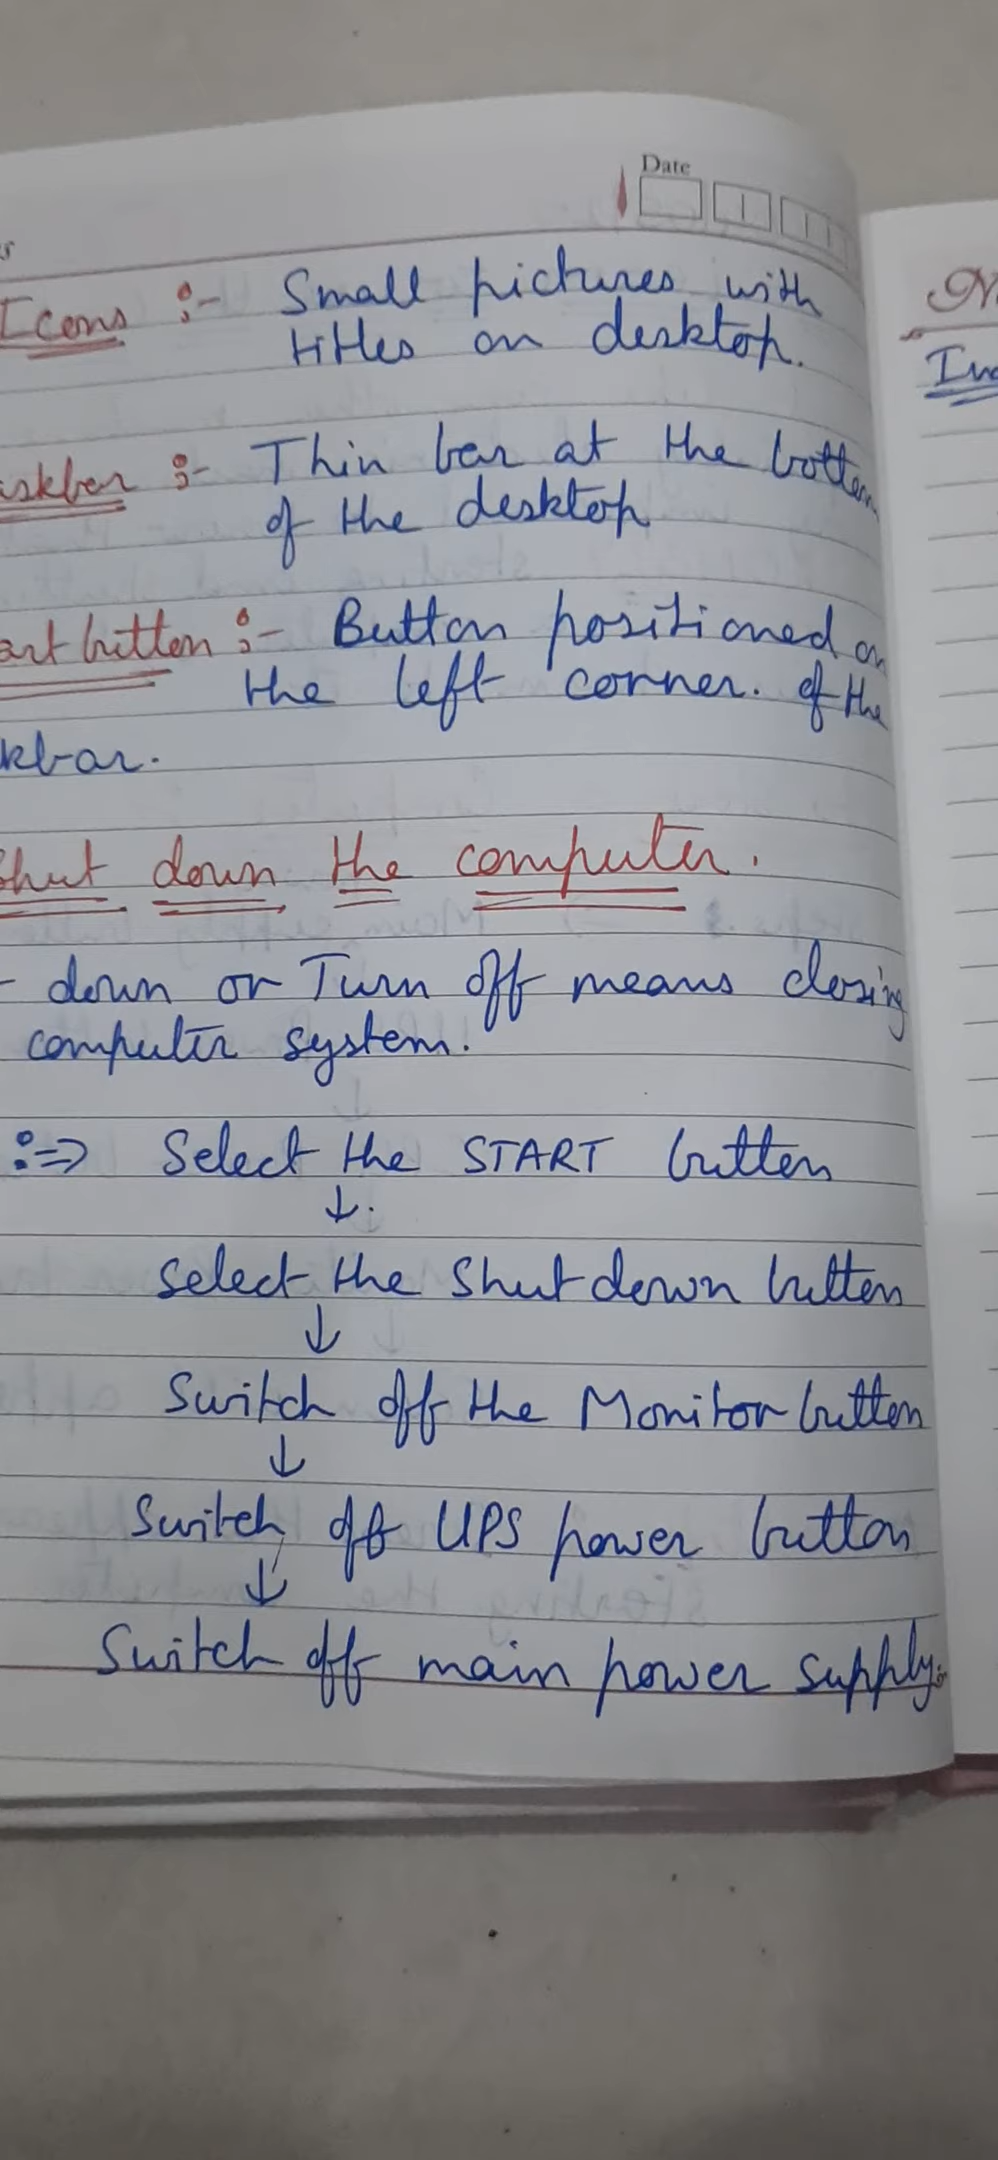 Date
s
Icons :- Small pictures with
titles on desktop.
askbar :- Thin bar at the bottom
of the desktop
art button :- Button positioned on
the left corner. of the
kbar.
Shut down the computer.
- down or Turn off means closing
computer system.
:⇒ Select the START button
↓.
Select the Shut down button
↓
Switch off the Monitor button
↓
Switch off UPS power button
↓
Switch off main power supply.